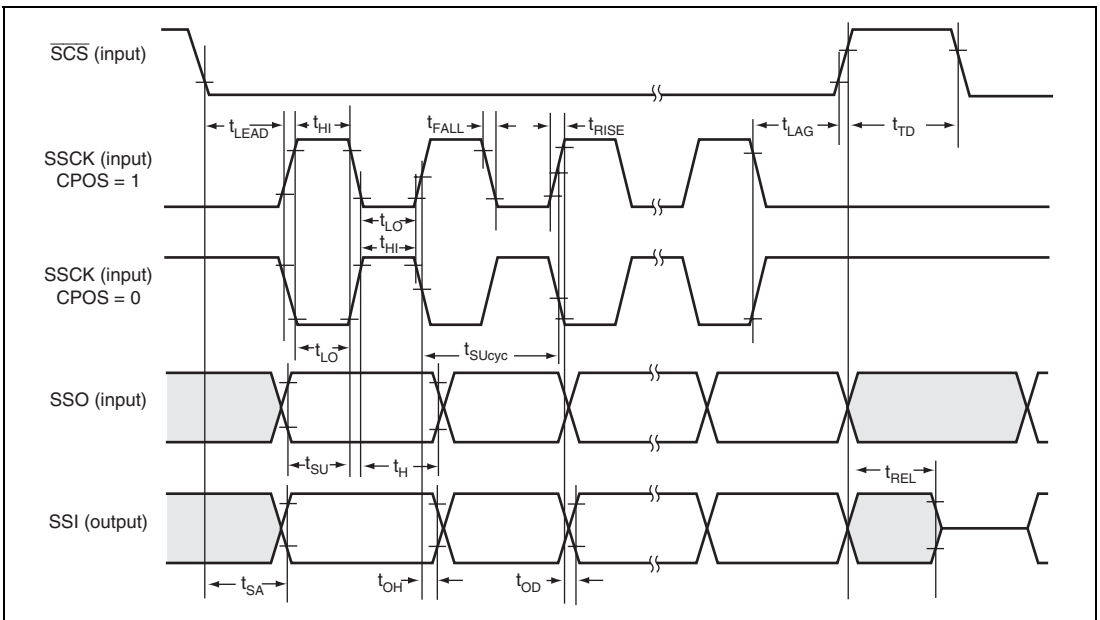 SCS (input)
tLEAD
tHI
tFALL
tRISE
tLAG
tTD
SSCK (input)
CPOS = 1
tLO
tHI
SSCK (input)
CPOS = 0
tLO
tSUcyc
SSO (input)
tSU
tH
tREL
SSI (output)
tSA
tOH
tOD